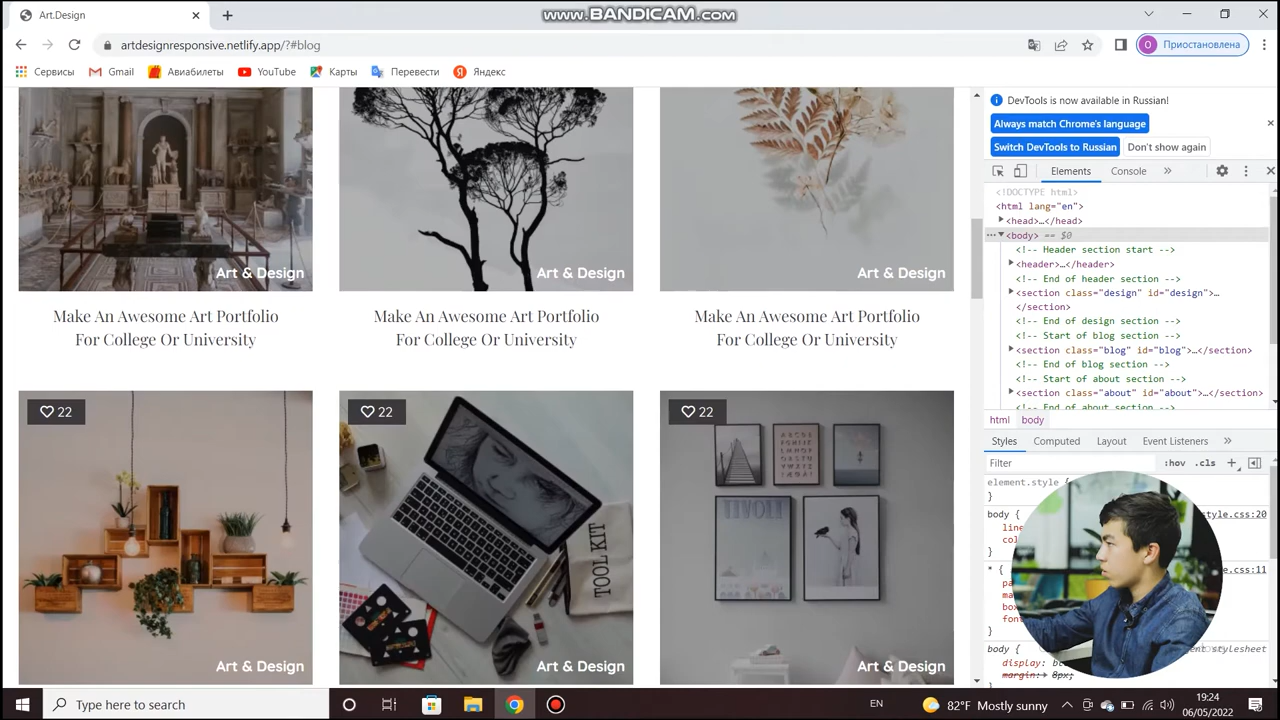 Art.Design
www.BANDICAM.com
artdesignresponsive.netlify.app/?#blog
O
Приостановлена
Сервисы
Gmail
Авиабилеты
YouTube
Карты
Перевести
Яндекс
Art & Design
Art & Design
Art & Design
Make An Awesome Art Portfolio
For College Or University
Make An Awesome Art Portfolio
For College Or University
Make An Awesome Art Portfolio
For College Or University
22
22
22
TIVOLI
TOOL KIT
Art & Design
Art & Design
Art & Design
DevTools is now available in Russian!
Always match Chrome's language
Switch DevTools to Russian
Don't show again
Elements
Console
»
<!DOCTYPE html>
<html lang="en">
<head>…</head>
<body> == $0
<!-- Header section start -->
<header>…</header>
<!-- End of header section -->
<section class="design" id="design">…
</section>
<!-- End of design section -->
<!-- Start of blog section -->
<section class="blog" id="blog">…</section>
<!-- End of blog section -->
<!-- Start of about section -->
<section class="about" id="about">…</section>
<!-- End of about section -->
html
body
Styles
Computed
Layout
Event Listeners
»
Filter
:hov
.cls
element.style {
}
body {
style.css:20
}
* {
style.css:11
}
body {
display:
margin: 8px;
Type here to search
EN
82°F Mostly sunny
19:24
06/05/2022